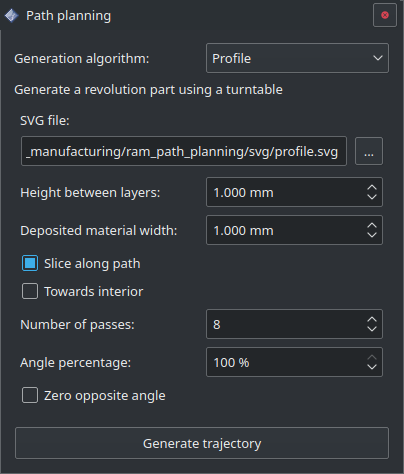 Path planning
Generation algorithm: Profile
Generate a revolution part using a turntable
SVG file:
_manufacturing/ram_path_planning/svg/profile.svg ...
Height between layers: 1.000 mm
Deposited material width: 1.000 mm
Slice along path
Towards interior
Number of passes: 8
Angle percentage: 100 %
Zero opposite angle
Generate trajectory